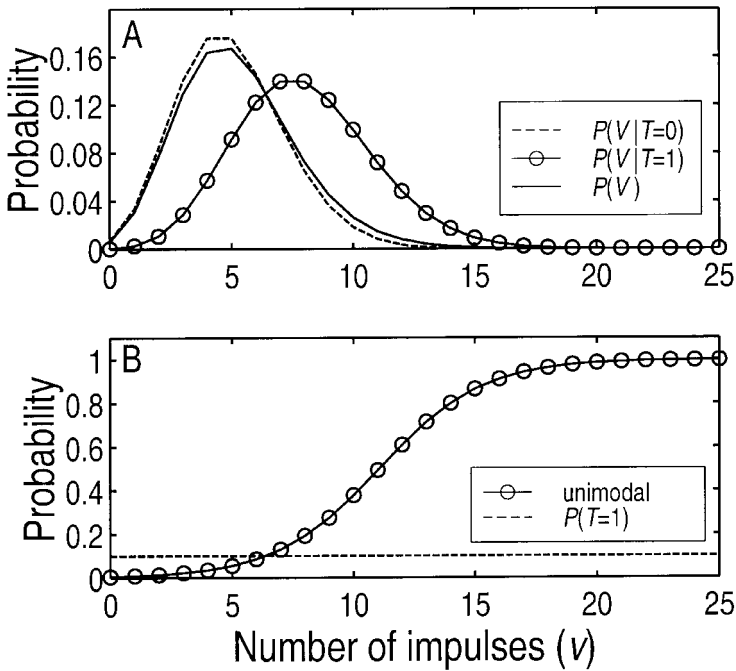 A
Probability
0.16
0.12
0.08
0.04
0
P(V|T=0)
P(V|T=1)
P(V)
0 5 10 15 20 25
B
Probability
1
0.8
0.6
0.4
0.2
0
unimodal
P(T=1)
0 5 10 15 20 25
Number of impulses (v)